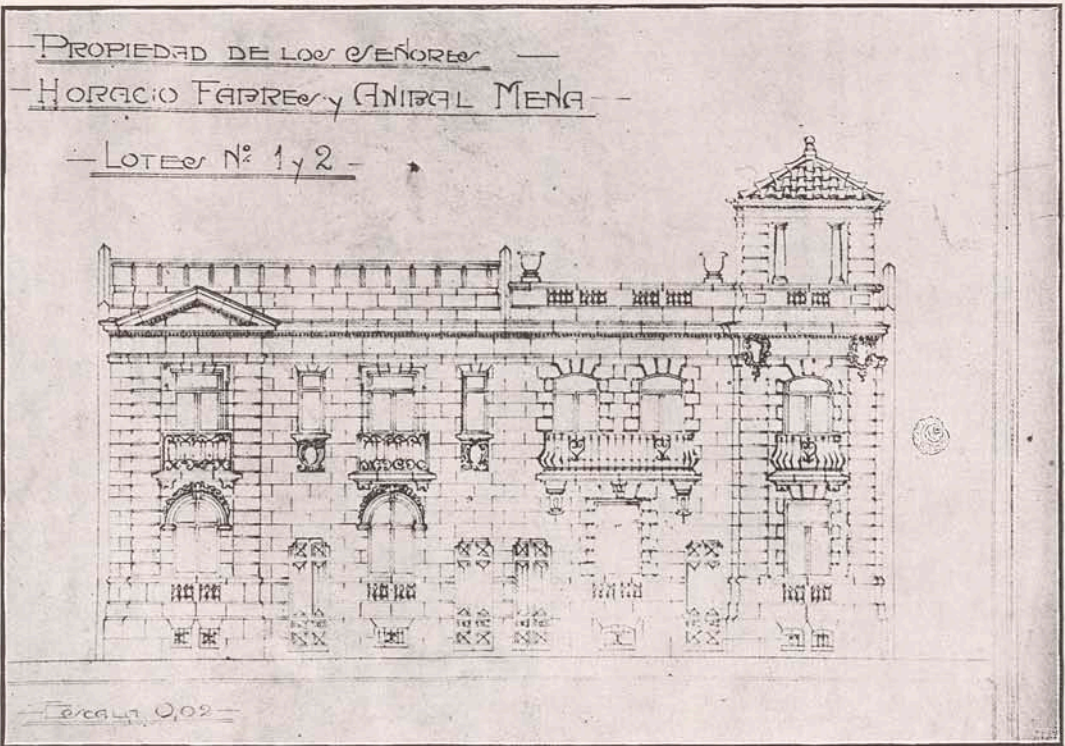 PROPIEDAD DE LOS SEÑORES
HORACIO FABRES y ANIBAL MENA
LOTES Nº 1 y 2
Escala 0,02